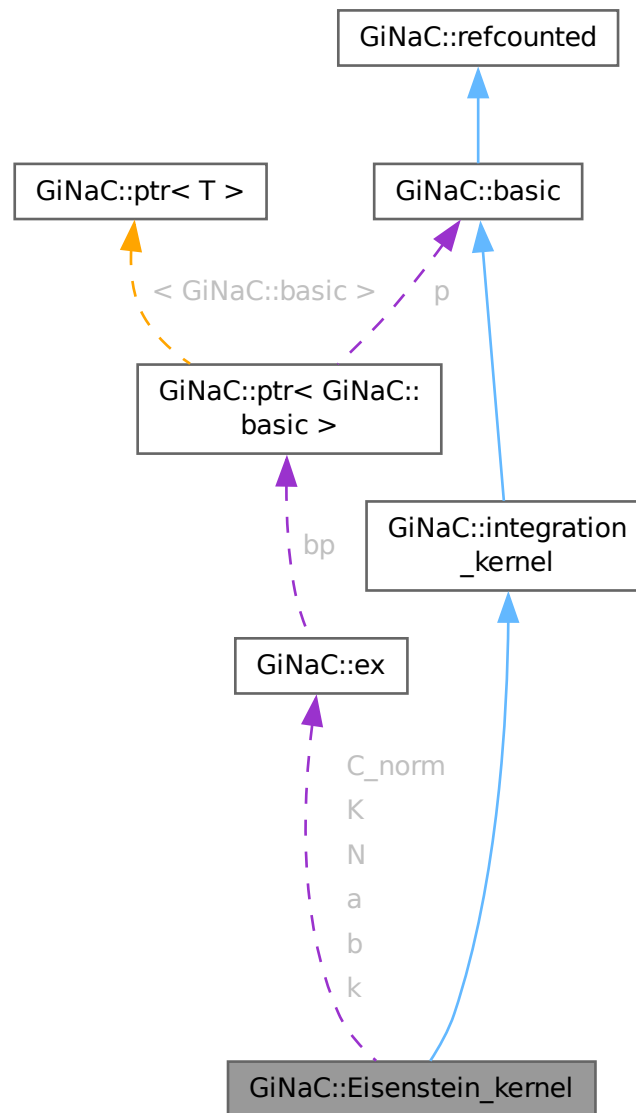 GiNaC::refcounted
GiNaC::ptr< T >
GiNaC::basic
< GiNaC::basic >
p
GiNaC::ptr< GiNaC::
basic >
GiNaC::integration
_kernel
bp
GiNaC::ex
C_norm
K
N
a
b
k
GiNaC::Eisenstein_kernel